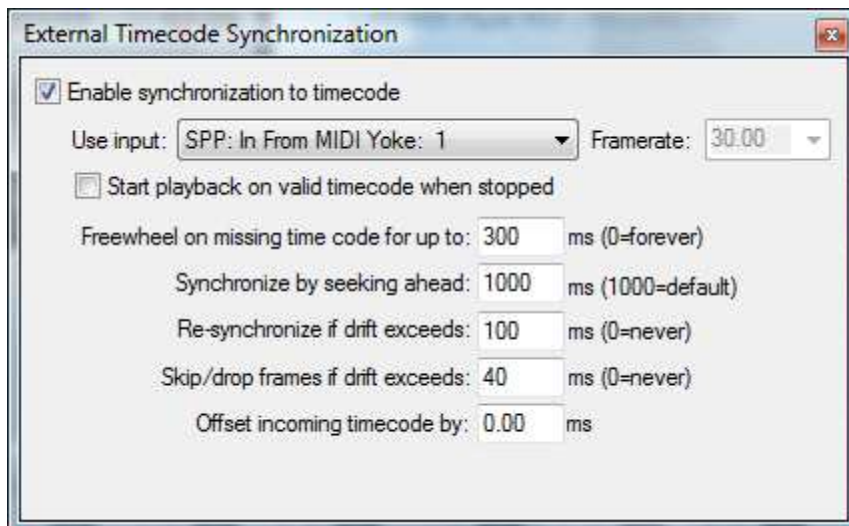 External Timecode Synchronization
Enable synchronization to timecode
Use input: SPP: In From MIDI Yoke: 1 Framerate: 30.00
Start playback on valid timecode when stopped
Freewheel on missing time code for up to: 300 ms (0=forever)
Synchronize by seeking ahead: 1000 ms (1000=default)
Re-synchronize if drift exceeds: 100 ms (0=never)
Skip/drop frames if drift exceeds: 40 ms (0=never)
Offset incoming timecode by: 0.00 ms